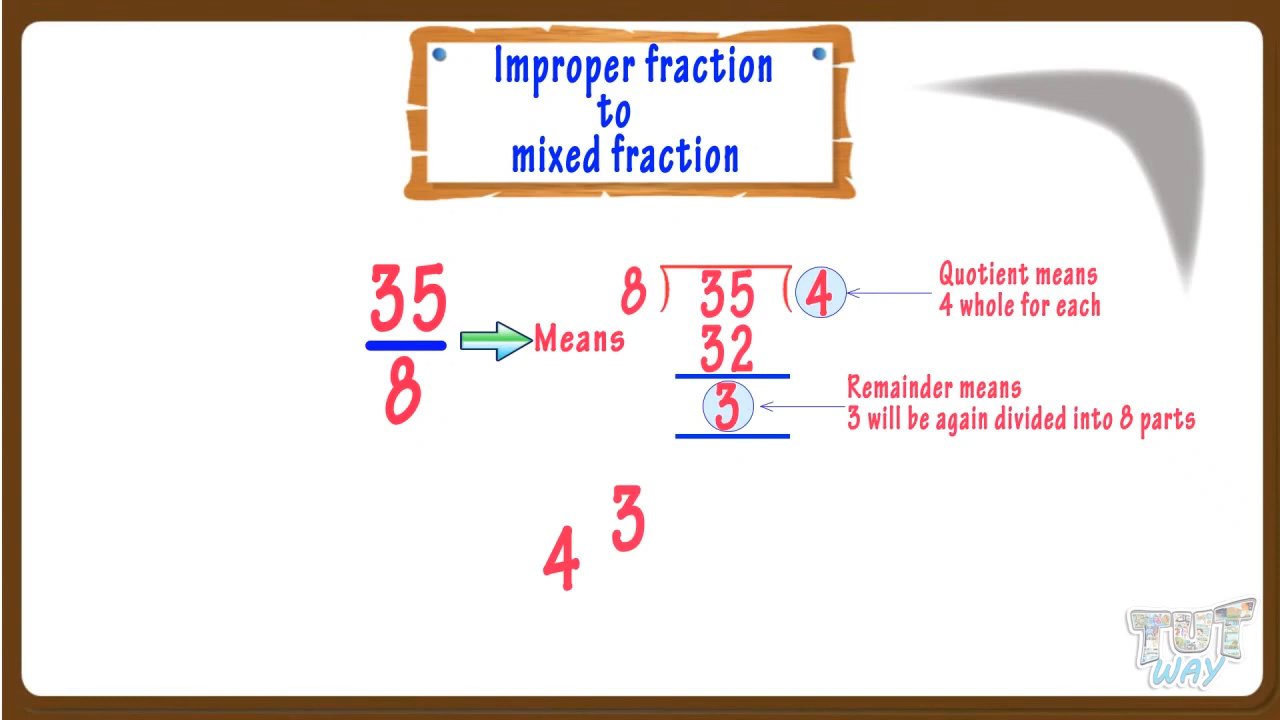 Improper fraction
to
mixed fraction
35
8
Means
8 ) 35 ( 4
32
3
Quotient means
4 whole for each
Remainder means
3 will be again divided into 8 parts
4 3
TUT
WAY